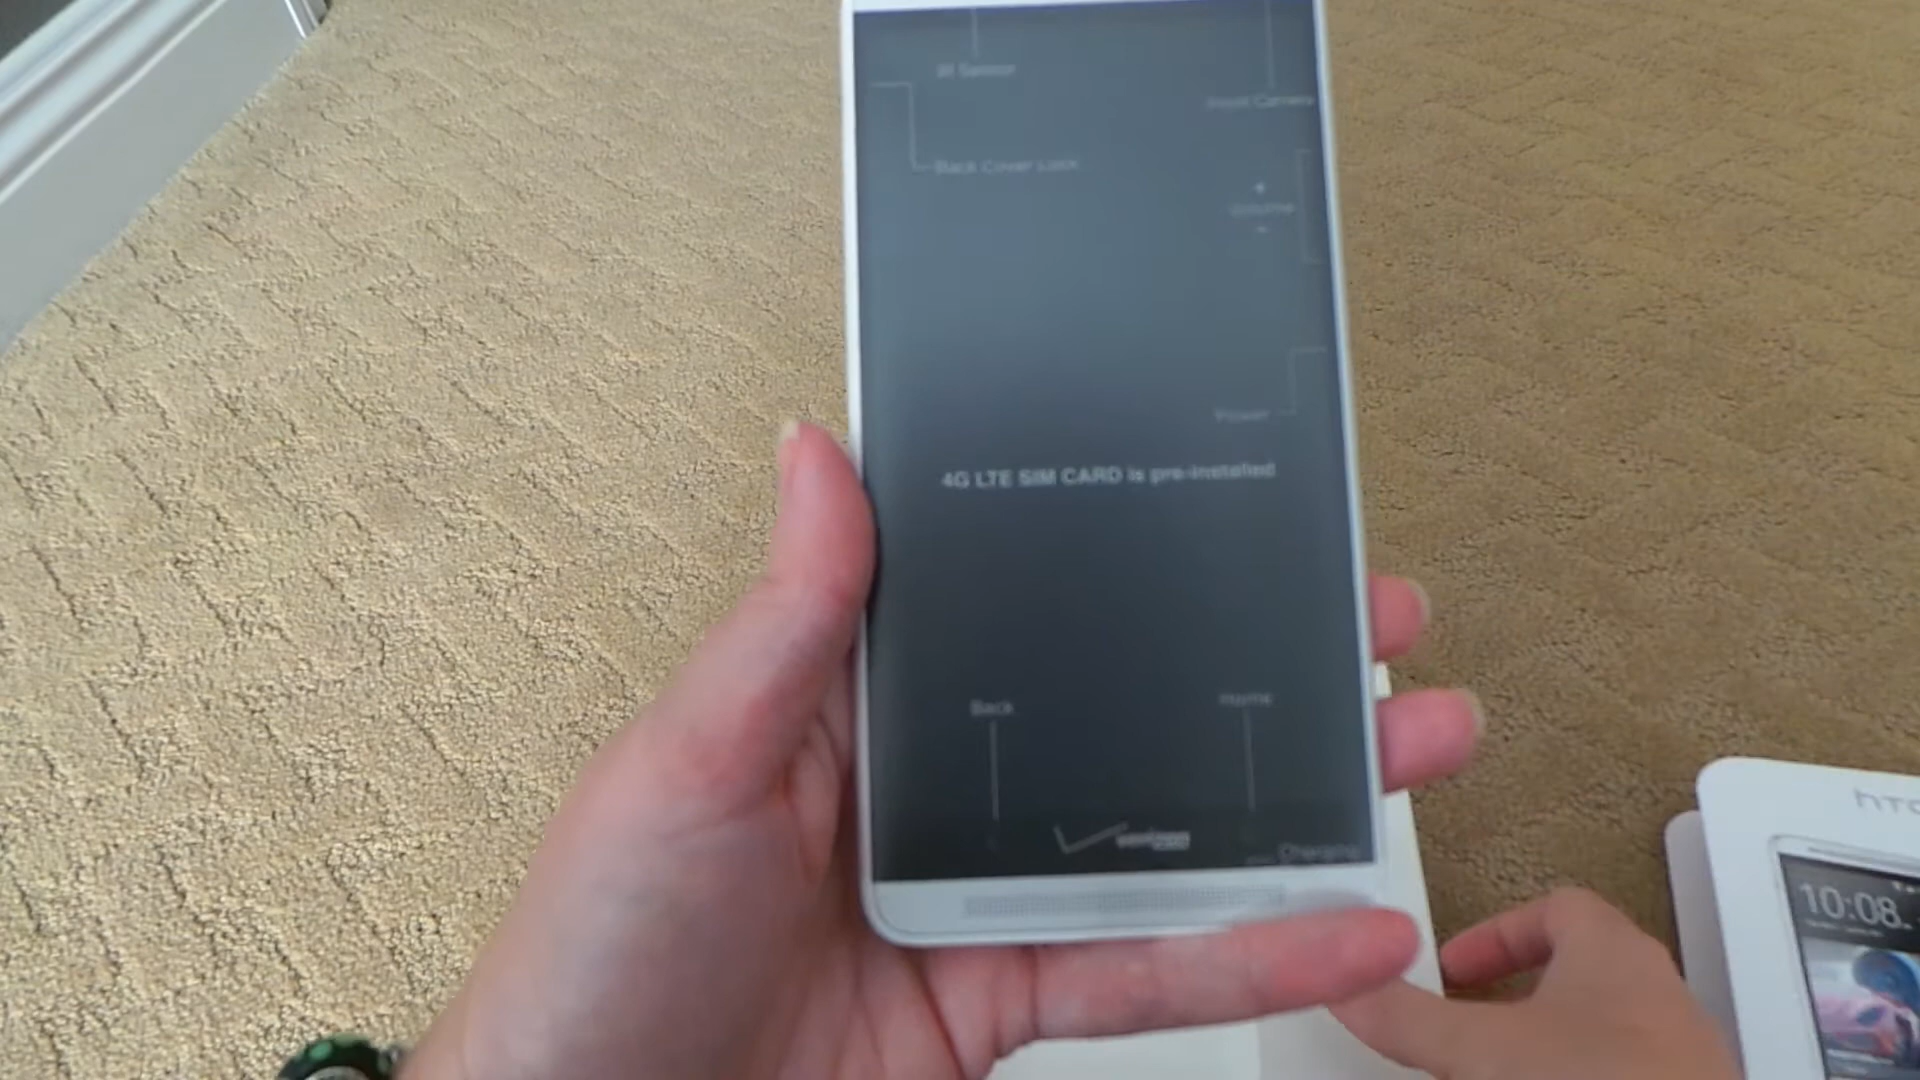 IR Sensor
Front Camera
Back Cover Lock
+
Volume
-
Power
4G LTE SIM CARD is pre-installed
Back
Home
verizon
Charging
hTC
10:08